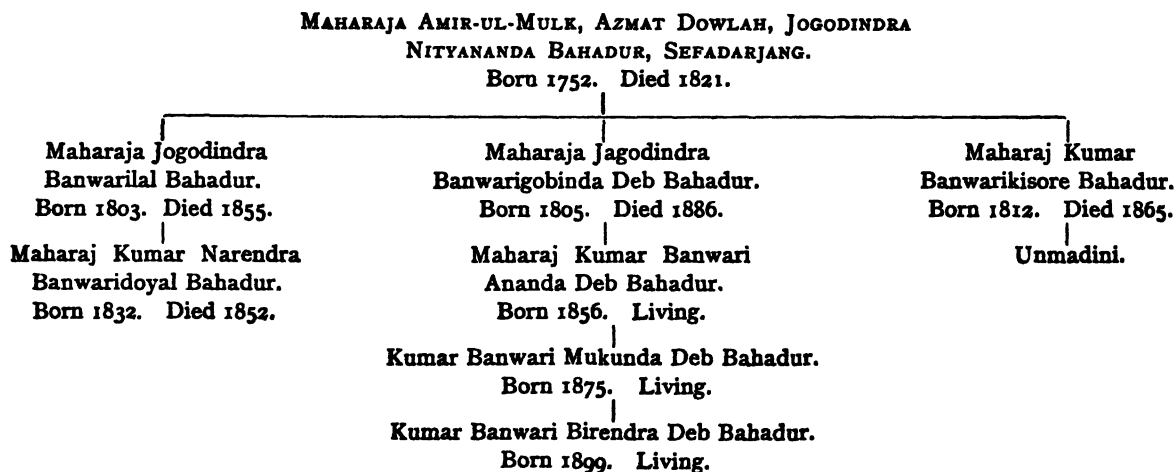 MAHARAJA AMIR-UL-MULK, AZMAT DOWLAH, JOGODINDRA
NITYANANDA BAHADUR, SEFADARJANG.
Born 1752. Died 1821.
Maharaja Jogodindra
Banwarilal Bahadur.
Born 1803. Died 1855.
Maharaj Kumar Narendra
Banwaridoyal Bahadur.
Born 1832. Died 1852.
Maharaja Jagodindra
Banwarigobinda Deb Bahadur.
Born 1805. Died 1886.
Maharaj Kumar Banwari
Ananda Deb Bahadur.
Born 1856. Living.
Kumar Banwari Mukunda Deb Bahadur.
Born 1875. Living.
Kumar Banwari Birendra Deb Bahadur.
Born 1899. Living.
Maharaj Kumar
Banwarikisore Bahadur.
Born 1812. Died 1865.
Unmadini.